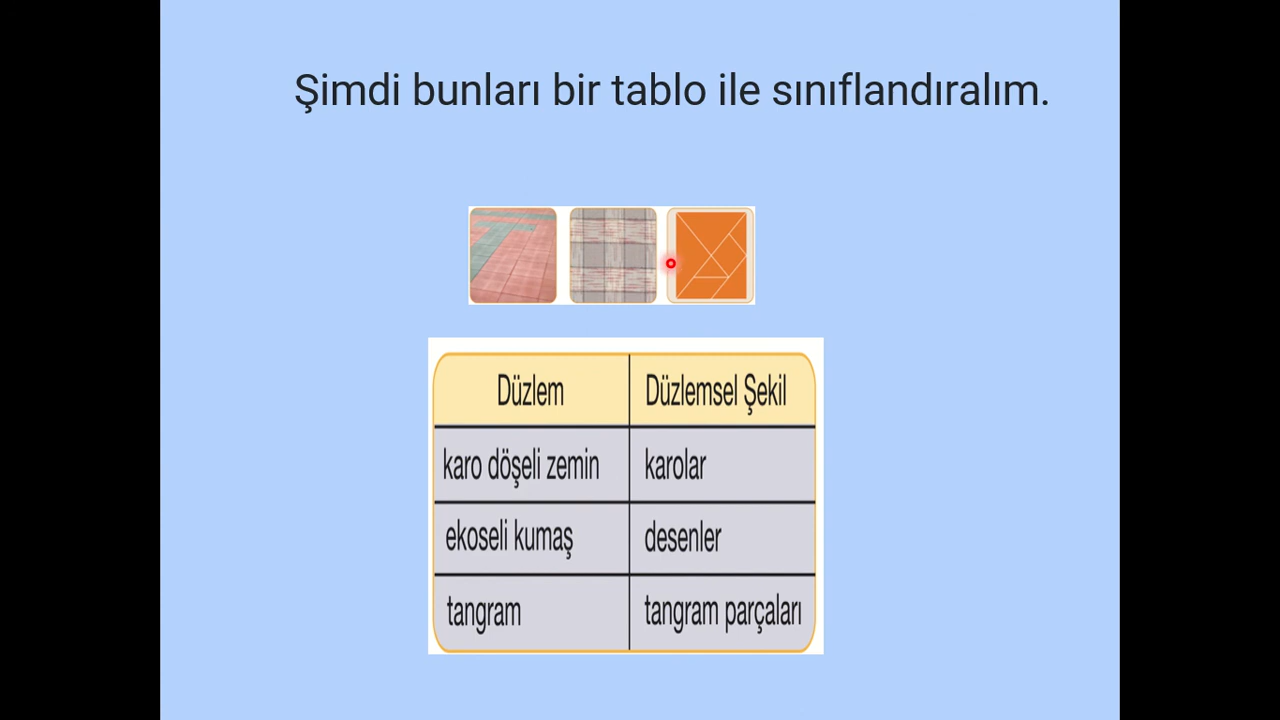 Şimdi bunları bir tablo ile sınıflandıralım.
Düzlem Düzlemsel Şekil
karo döşeli zemin karolar
ekoseli kumaş desenler
tangram tangram parçaları